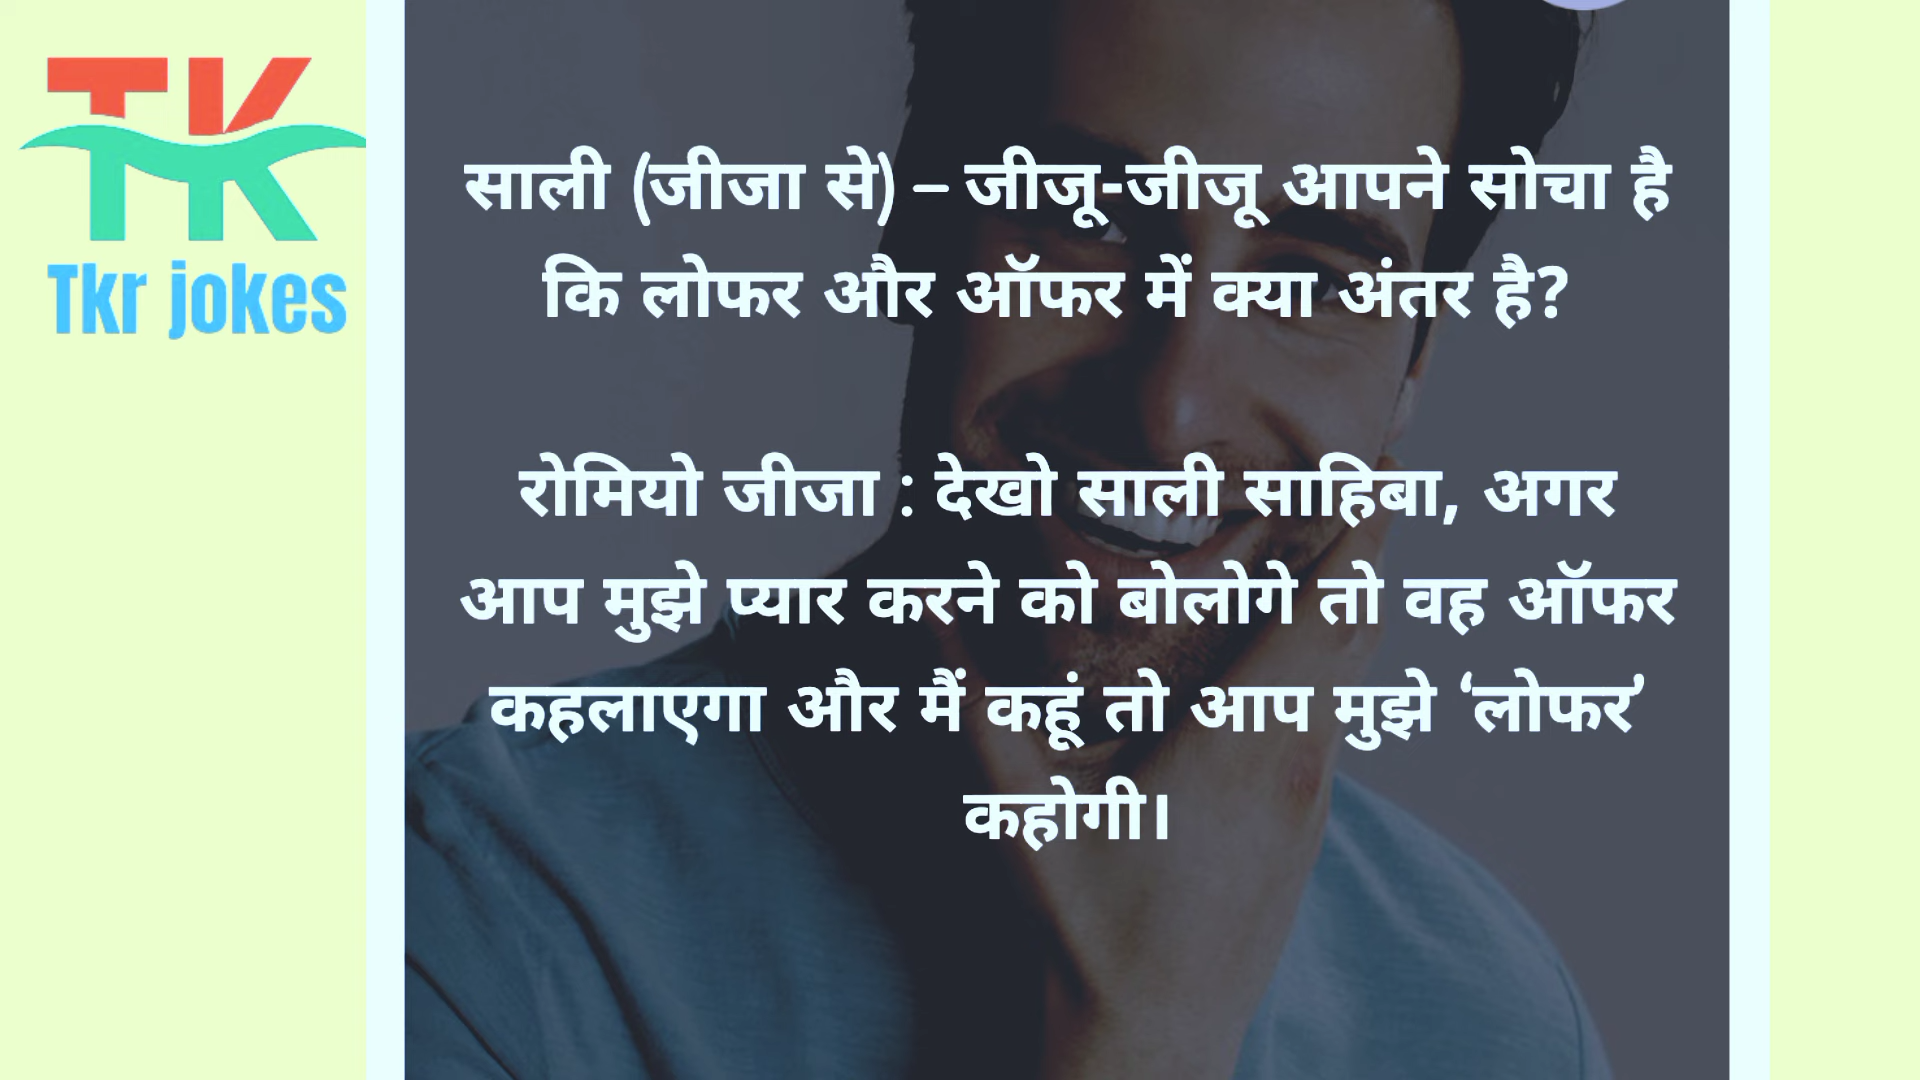 TK
Tkr jokes
साली (जीजा से) – जीजू-जीजू आपने सोचा है
कि लोफर और ऑफर में क्या अंतर है?
रोमियो जीजा : देखो साली साहिबा, अगर
आप मुझे प्यार करने को बोलोगे तो वह ऑफर
कहलाएगा और मैं कहूं तो आप मुझे ‘लोफर’
कहोगी।